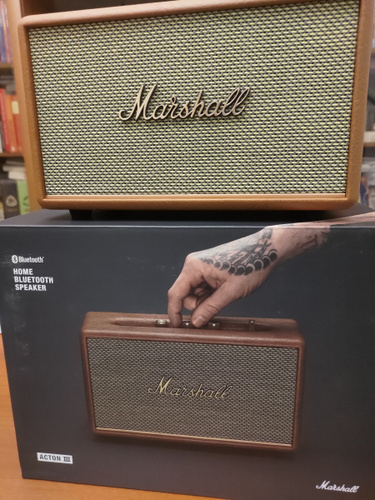 Marshall
Bluetooth®
HOME
BLUETOOTH
SPEAKER
Marshall
ACTON III
Marshall